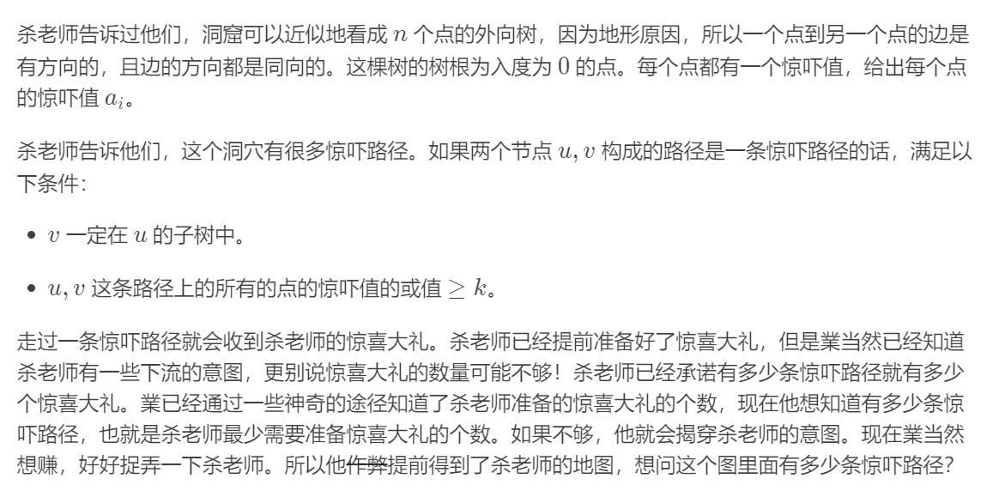 杀老师告诉过他们，洞窟可以近似地看成 n 个点的外向树，因为地形原因，所以一个点到另一个点的边是
有方向的，且边的方向都是同向的。这棵树的树根为入度为 0 的点。每个点都有一个惊吓值，给出每个点
的惊吓值 a_i。
杀老师告诉他们，这个洞穴有很多惊吓路径。如果两个节点 u, v 构成的路径是一条惊吓路径的话，满足以
下条件：
• v 一定在 u 的子树中。
• u, v 这条路径上的所有的点的惊吓值的或值 ≥ k。
走过一条惊吓路径就会收到杀老师的惊喜大礼。杀老师已经提前准备好了惊喜大礼，但是業当然已经知道
杀老师有一些下流的意图，更别说惊喜大礼的数量可能不够！杀老师已经承诺有多少条惊吓路径就有多少
个惊喜大礼。業已经通过一些神奇的途径知道了杀老师准备的惊喜大礼的个数，现在他想知道有多少条惊
吓路径，也就是杀老师最少需要准备惊喜大礼的个数。如果不够，他就会揭穿杀老师的意图。现在業当然
想赚，好好捉弄一下杀老师。所以他作弊提前得到了杀老师的地图，想问这个图里面有多少条惊吓路径？